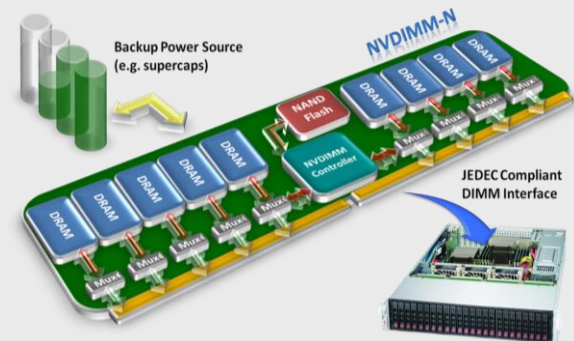 Backup Power Source
(e.g. supercaps)
NVDIMM-N
DRAM
DRAM
DRAM
DRAM
NAND
Flash
NVDIMM
Controller
DRAM
DRAM
DRAM
DRAM
DRAM
Mux
Mux
Mux
Mux
Mux
Mux
Mux
Mux
Mux
JEDEC Compliant
DIMM Interface